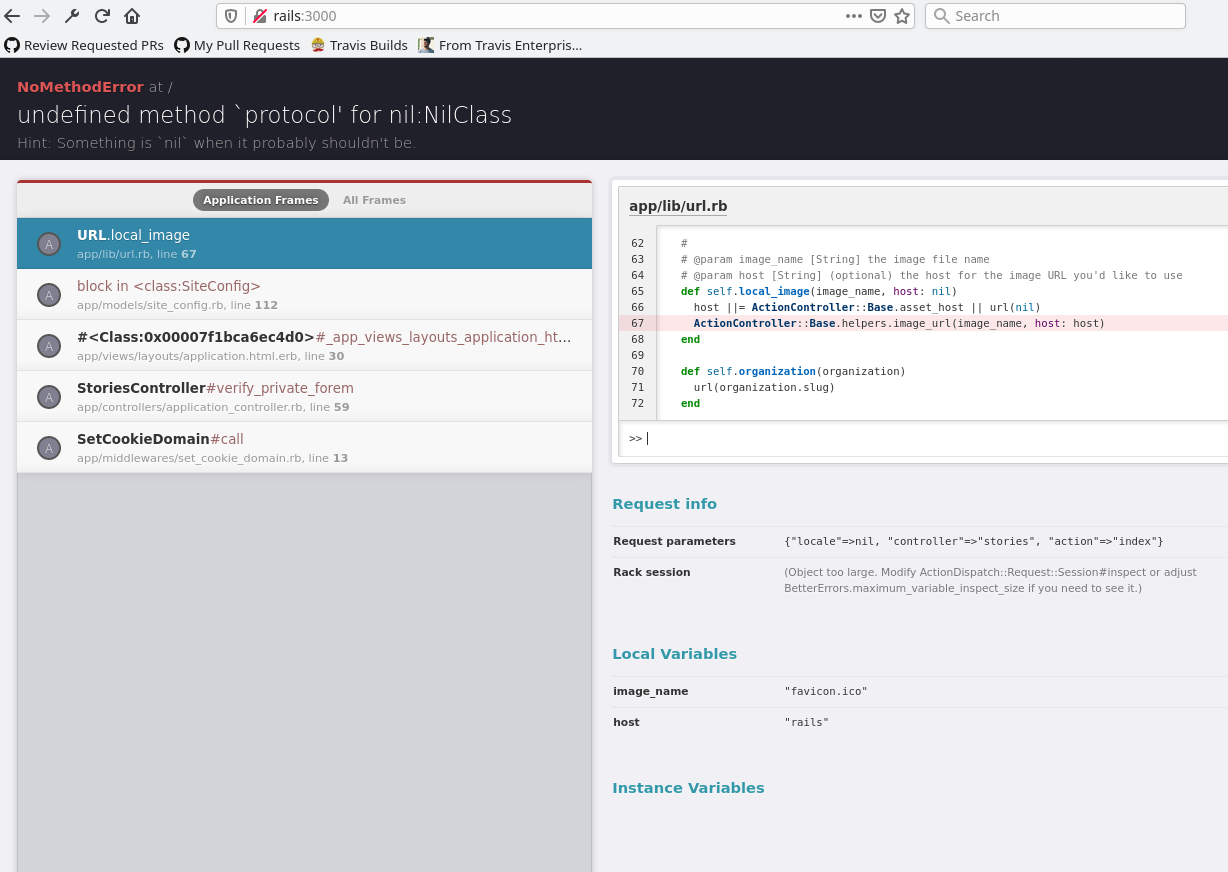 rails:3000
Search
Review Requested PRs
My Pull Requests
Travis Builds
From Travis Enterpris...
NoMethodError at /
undefined method `protocol' for nil:NilClass
Hint: Something is `nil` when it probably shouldn't be.
Application Frames
All Frames
A
URL.local_image
app/lib/url.rb, line 67
A
block in <class:SiteConfig>
app/models/site_config.rb, line 112
A
#<Class:0x00007f1bca6ec4d0>#_app_views_layouts_application_ht...
app/views/layouts/application.html.erb, line 30
A
StoriesController#verify_private_forem
app/controllers/application_controller.rb, line 59
A
SetCookieDomain#call
app/middlewares/set_cookie_domain.rb, line 13
app/lib/url.rb
62 #
63 # @param image_name [String] the image file name
64 # @param host [String] (optional) the host for the image URL you'd like to use
65 def self.local_image(image_name, host: nil)
66 host ||= ActionController::Base.asset_host || url(nil)
67 ActionController::Base.helpers.image_url(image_name, host: host)
68 end
69
70 def self.organization(organization)
71 url(organization.slug)
72 end
>>
Request info
Request parameters {"locale"=>nil, "controller"=>"stories", "action"=>"index"}
Rack session (Object too large. Modify ActionDispatch::Request::Session#inspect or adjust
BetterErrors.maximum_variable_inspect_size if you need to see it.)
Local Variables
image_name "favicon.ico"
host "rails"
Instance Variables